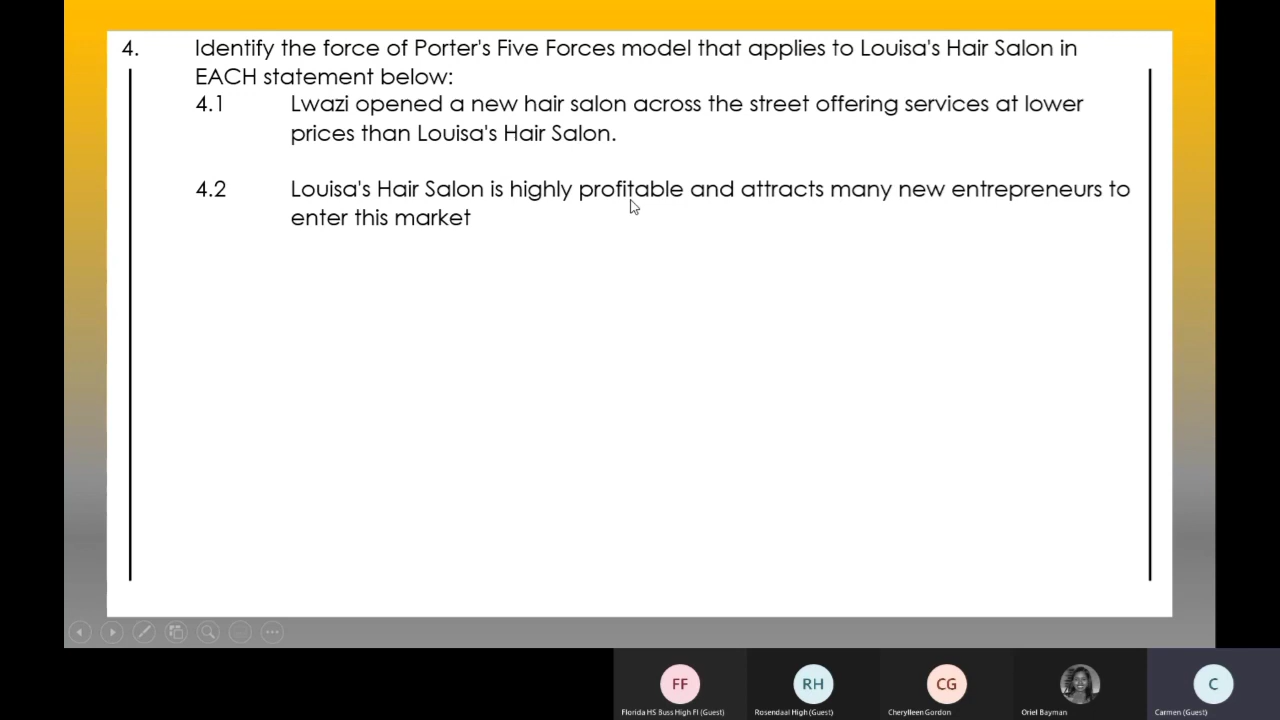 4. Identify the force of Porter's Five Forces model that applies to Louisa's Hair Salon in
EACH statement below:
4.1 Lwazi opened a new hair salon across the street offering services at lower
prices than Louisa's Hair Salon.
4.2 Louisa's Hair Salon is highly profitable and attracts many new entrepreneurs to
enter this market
FF
RH
CG
C
Florida HS Buss High Fl (Guest)
Rosendaal High (Guest)
Cherylleen Gordon
Oriel Bayman
Carmen (Guest)